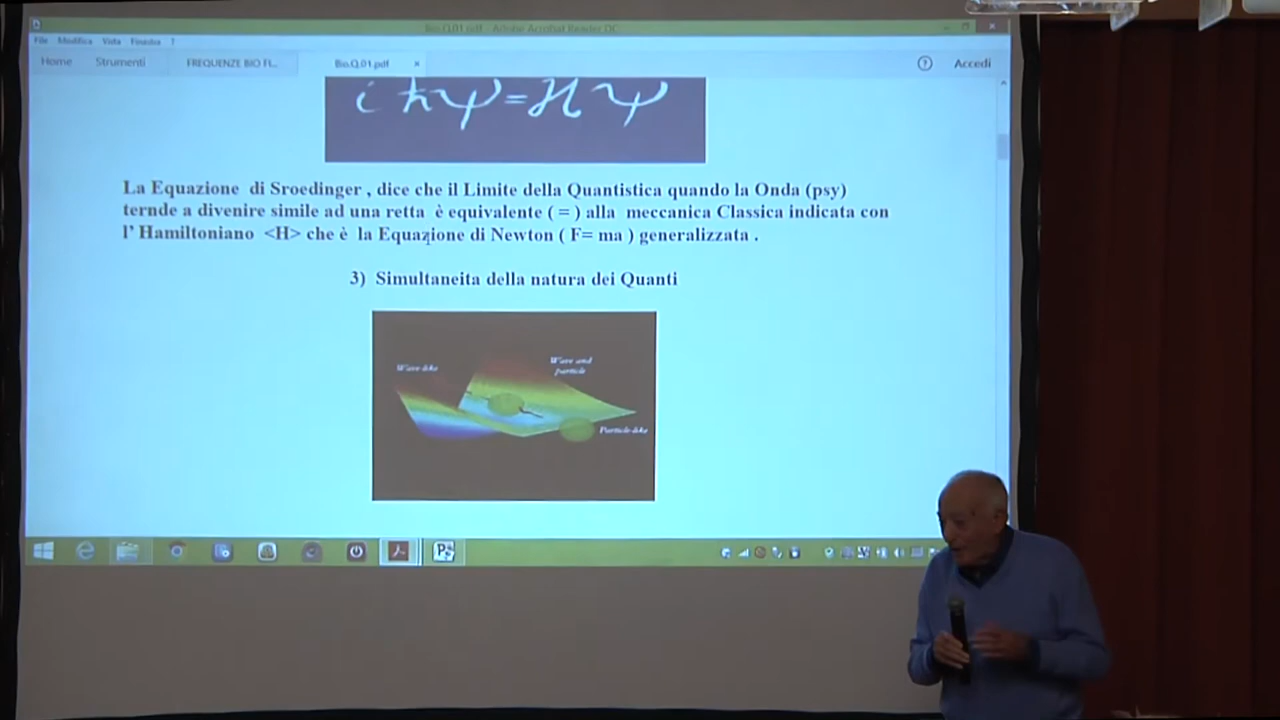 Bio.Q.01.pdf - Adobe Acrobat Reader DC
File Modifica Vista Finestra ?
Home Strumenti FREQUENZE BIO FI... Bio.Q.01.pdf × ? Accedi
i ħψ=Hψ
La Equazione di Sroedinger , dice che il Limite della Quantistica quando la Onda (psy)
ternde a divenire simile ad una retta è equivalente ( = ) alla meccanica Classica indicata con
l' Hamiltoniano <H> che è la Equazione di Newton ( F= ma ) generalizzata .
3) Simultaneita della natura dei Quanti
Wave-like
Wave and
particle
Particle-like